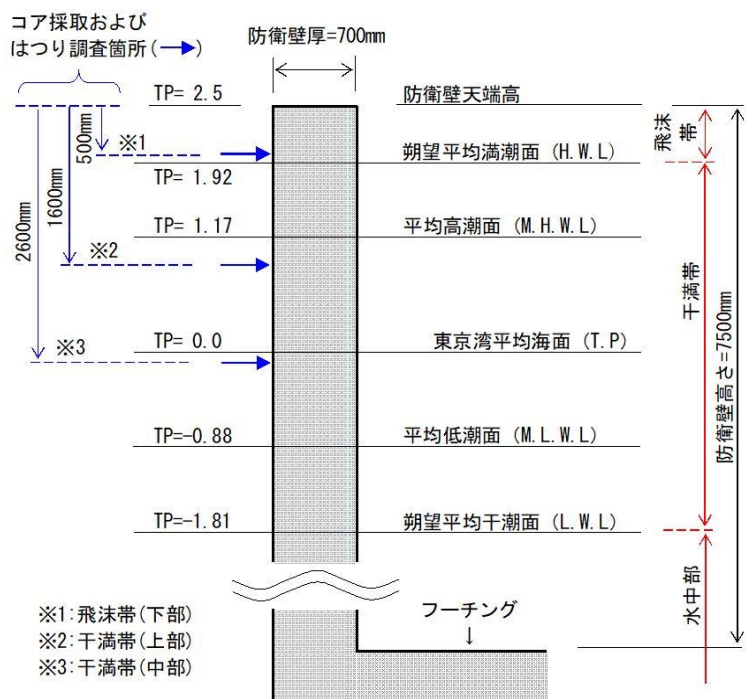 コア採取および
はつり調査箇所(→)
防衛壁厚=700mm
TP= 2.5
防衛壁天端高
飛沫帯
500mm
※1
朔望平均満潮面 (H.W.L)
TP= 1.92
1600mm
2600mm
TP= 1.17
平均高潮面 (M.H.W.L)
※2
干満帯
防衛壁高さ=7500mm
※3
TP= 0.0
東京湾平均海面 (T.P)
TP=-0.88
平均低潮面 (M.L.W.L)
TP=-1.81
朔望平均干潮面 (L.W.L)
水中部
フーチング
↓
※1:飛沫帯(下部)
※2:干満帯(上部)
※3:干満帯(中部)